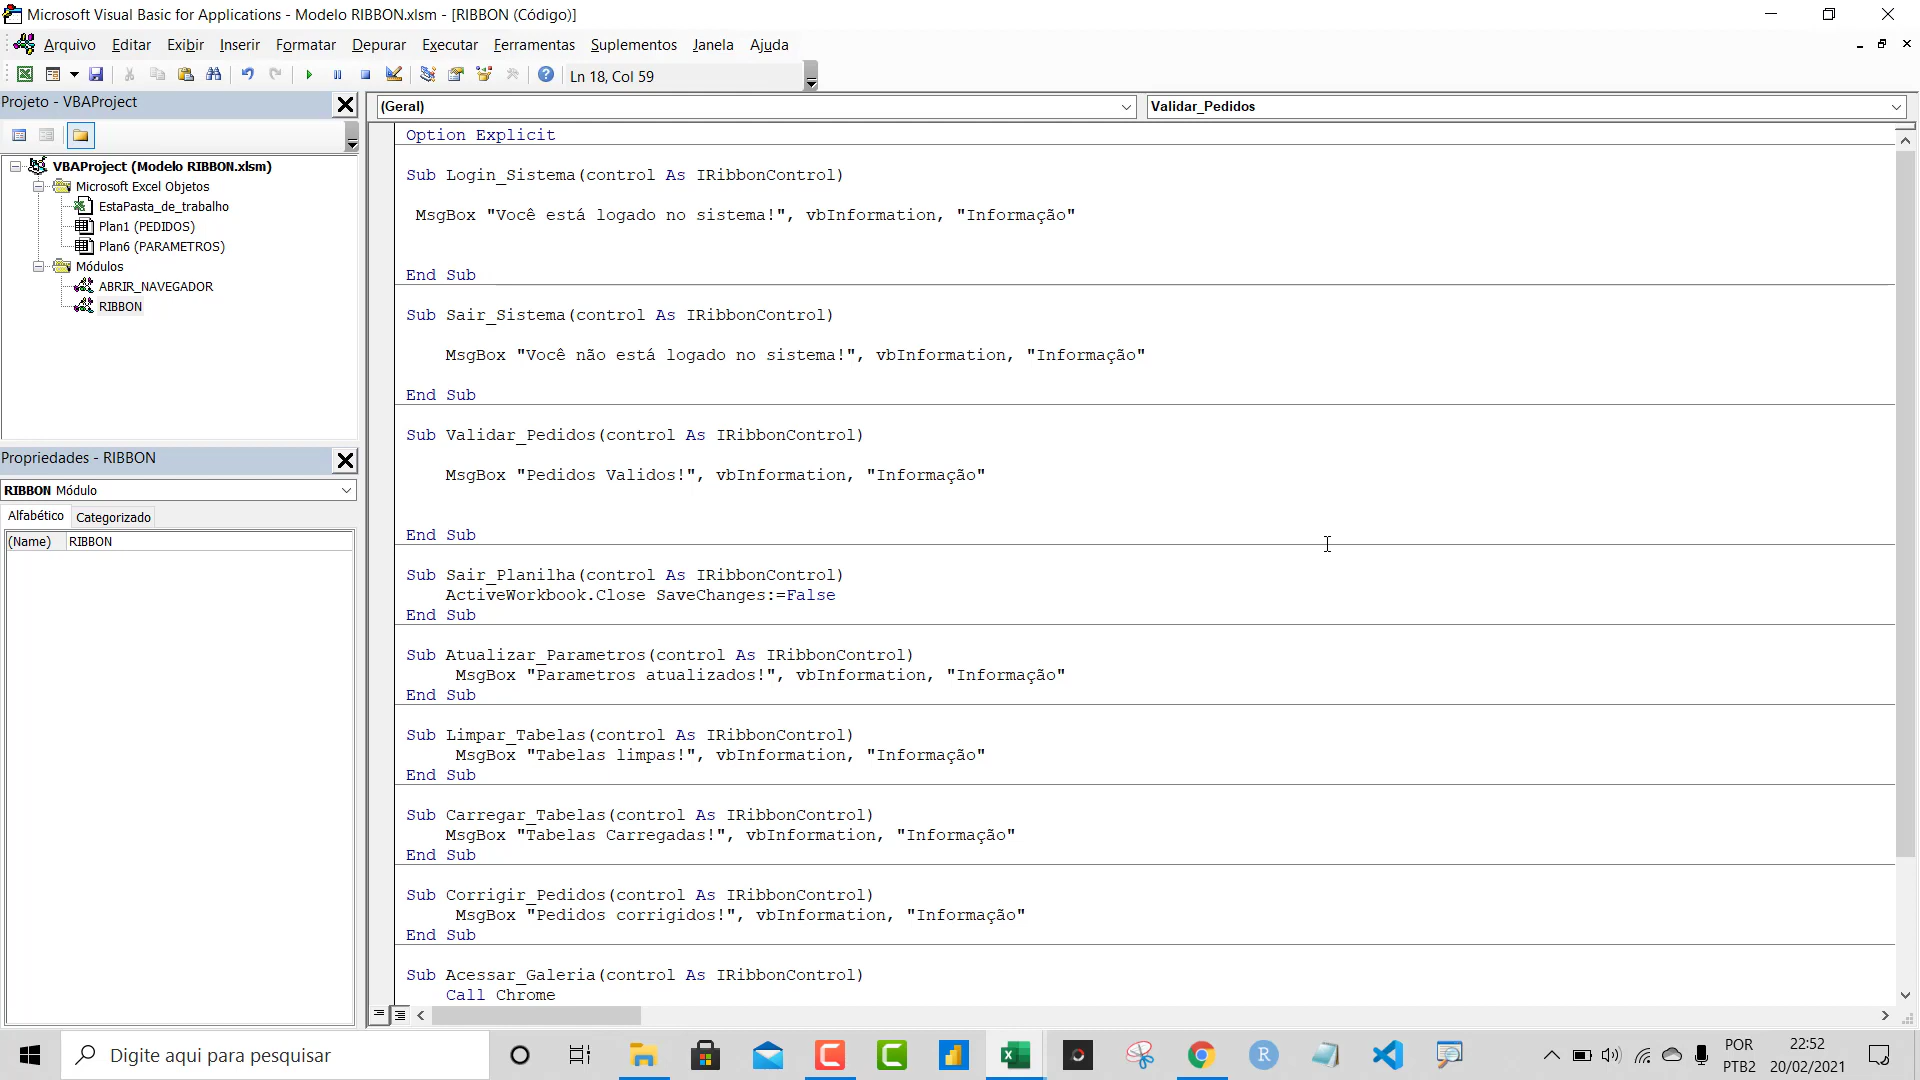 Microsoft Visual Basic for Applications - Modelo RIBBON.xlsm - [RIBBON (Código)]
Arquivo Editar Exibir Inserir Formatar Depurar Executar Ferramentas Suplementos Janela Ajuda
Ln 18, Col 59
Projeto - VBAProject
VBAProject (Modelo RIBBON.xlsm)
Microsoft Excel Objetos
EstaPasta_de_trabalho
Plan1 (PEDIDOS)
Plan6 (PARAMETROS)
Módulos
ABRIR_NAVEGADOR
RIBBON
Propriedades - RIBBON
RIBBON Módulo
Alfabético Categorizado
(Name) RIBBON
(Geral) Validar_Pedidos
Option Explicit
Sub Login_Sistema(control As IRibbonControl)
MsgBox "Você está logado no sistema!", vbInformation, "Informação"
End Sub
Sub Sair_Sistema(control As IRibbonControl)
MsgBox "Você não está logado no sistema!", vbInformation, "Informação"
End Sub
Sub Validar_Pedidos(control As IRibbonControl)
MsgBox "Pedidos Validos!", vbInformation, "Informação"
End Sub
Sub Sair_Planilha(control As IRibbonControl)
ActiveWorkbook.Close SaveChanges:=False
End Sub
Sub Atualizar_Parametros(control As IRibbonControl)
MsgBox "Parametros atualizados!", vbInformation, "Informação"
End Sub
Sub Limpar_Tabelas(control As IRibbonControl)
MsgBox "Tabelas limpas!", vbInformation, "Informação"
End Sub
Sub Carregar_Tabelas(control As IRibbonControl)
MsgBox "Tabelas Carregadas!", vbInformation, "Informação"
End Sub
Sub Corrigir_Pedidos(control As IRibbonControl)
MsgBox "Pedidos corrigidos!", vbInformation, "Informação"
End Sub
Sub Acessar_Galeria(control As IRibbonControl)
Call Chrome
Digite aqui para pesquisar
POR
PTB2
22:52
20/02/2021